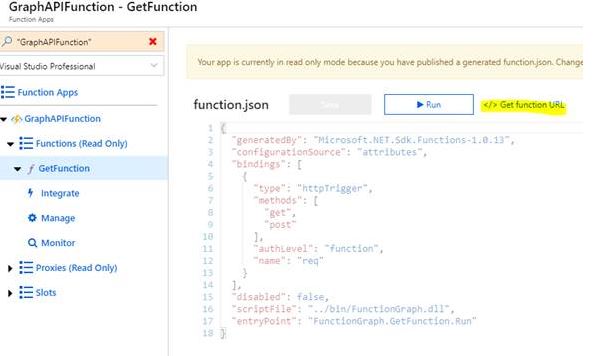 GraphAPIFunction - GetFunction
Function Apps
"GraphAPIFunction"
Visual Studio Professional
Function Apps
GraphAPIFunction
Functions (Read Only)
GetFunction
Integrate
Manage
Monitor
Proxies (Read Only)
Slots
Your app is currently in read only mode because you have published a generated function.json. Change
function.json Save Run </> Get function URL
1 {
2 "generatedBy": "Microsoft.NET.Sdk.Functions-1.0.13",
3 "configurationSource": "attributes",
4 "bindings": [
5 {
6 "type": "httpTrigger",
7 "methods": [
8 "get",
9 "post"
10 ],
11 "authLevel": "function",
12 "name": "req"
13 }
14 ],
15 "disabled": false,
16 "scriptFile": "../bin/FunctionGraph.dll",
17 "entryPoint": "FunctionGraph.GetFunction.Run"
18 }